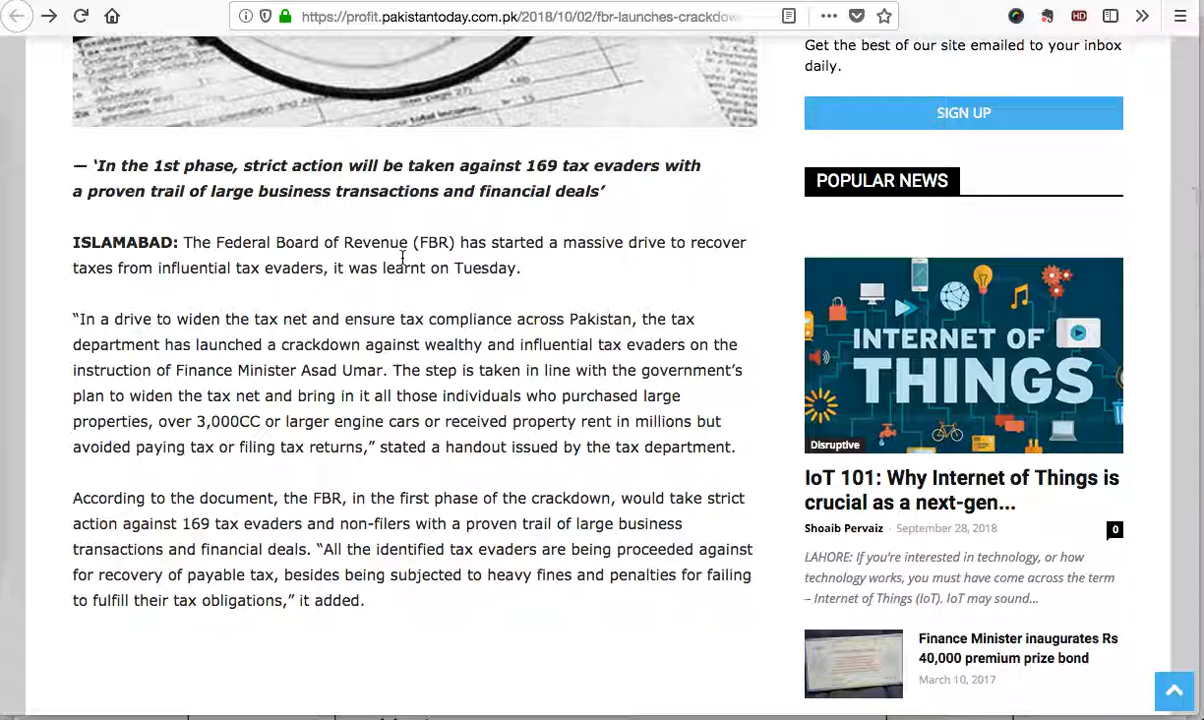 https://profit.pakistantoday.com.pk/2018/10/02/fbr-launches-crackdow
Get the best of our site emailed to your inbox
daily.
SIGN UP
— ‘In the 1st phase, strict action will be taken against 169 tax evaders with
a proven trail of large business transactions and financial deals’
ISLAMABAD: The Federal Board of Revenue (FBR) has started a massive drive to recover
taxes from influential tax evaders, it was learnt on Tuesday.
“In a drive to widen the tax net and ensure tax compliance across Pakistan, the tax
department has launched a crackdown against wealthy and influential tax evaders on the
instruction of Finance Minister Asad Umar. The step is taken in line with the government’s
plan to widen the tax net and bring in it all those individuals who purchased large
properties, over 3,000CC or larger engine cars or received property rent in millions but
avoided paying tax or filing tax returns,” stated a handout issued by the tax department.
According to the document, the FBR, in the first phase of the crackdown, would take strict
action against 169 tax evaders and non-filers with a proven trail of large business
transactions and financial deals. “All the identified tax evaders are being proceeded against
for recovery of payable tax, besides being subjected to heavy fines and penalties for failing
to fulfill their tax obligations,” it added.
POPULAR NEWS
INTERNET OF
THINGS
Disruptive
IoT 101: Why Internet of Things is
crucial as a next-gen...
Shoaib Pervaiz - September 28, 2018
0
LAHORE: If you're interested in technology, or how
technology works, you must have come across the term
– Internet of Things (IoT). IoT may sound...
Finance Minister inaugurates Rs
40,000 premium prize bond
March 10, 2017
HD